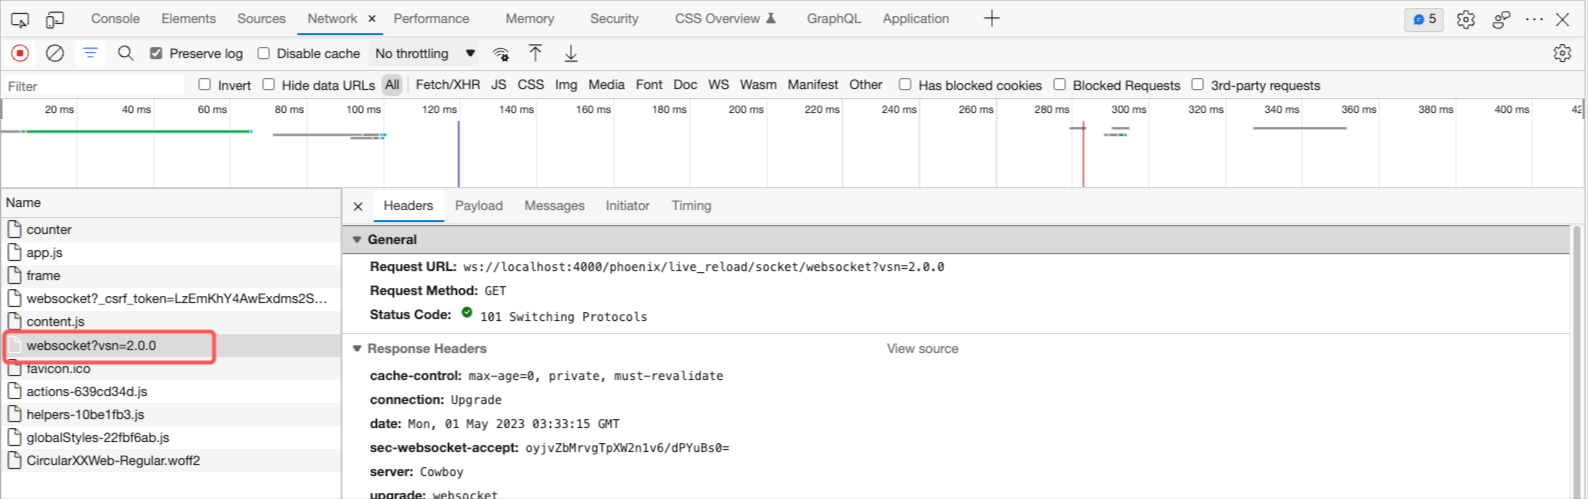 Console Elements Sources Network × Performance Memory Security CSS Overview GraphQL Application + 5 ··· ×
Preserve log Disable cache No throttling
Filter Invert Hide data URLs All Fetch/XHR JS CSS Img Media Font Doc WS Wasm Manifest Other Has blocked cookies Blocked Requests 3rd-party requests
20 ms 40 ms 60 ms 80 ms 100 ms 120 ms 140 ms 160 ms 180 ms 200 ms 220 ms 240 ms 260 ms 280 ms 300 ms 320 ms 340 ms 360 ms 380 ms 400 ms 42
Name
counter
app.js
frame
websocket?_csrf_token=LzEmKhY4AwExdms2S...
content.js
websocket?vsn=2.0.0
favicon.ico
actions-639cd34d.js
helpers-10be1fb3.js
globalStyles-22fbf6ab.js
CircularXXWeb-Regular.woff2
× Headers Payload Messages Initiator Timing
General
Request URL: ws://localhost:4000/phoenix/live_reload/socket/websocket?vsn=2.0.0
Request Method: GET
Status Code: 101 Switching Protocols
Response Headers View source
cache-control: max-age=0, private, must-revalidate
connection: Upgrade
date: Mon, 01 May 2023 03:33:15 GMT
sec-websocket-accept: oyjvZbMrvgTpXW2n1v6/dPYuBs0=
server: Cowboy
upgrade: websocket